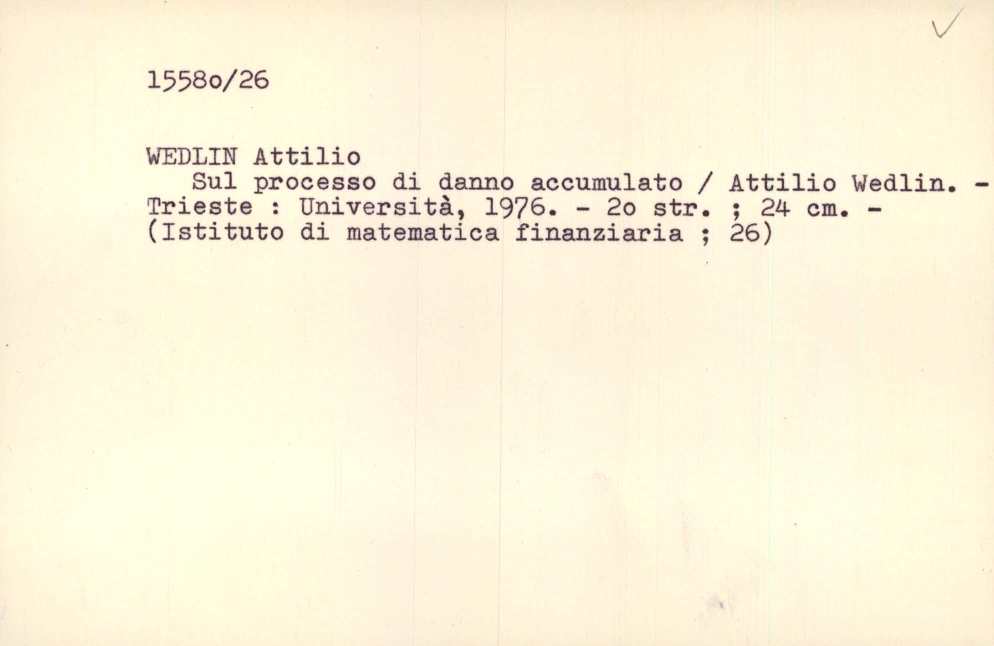 1558o/26
WEDLIN Attilio
Sul processo di danno accumulato / Attilio Wedlin. -
Trieste : Università, 1976. - 2o str. ; 24 cm. -
(Istituto di matematica finanziaria ; 26)